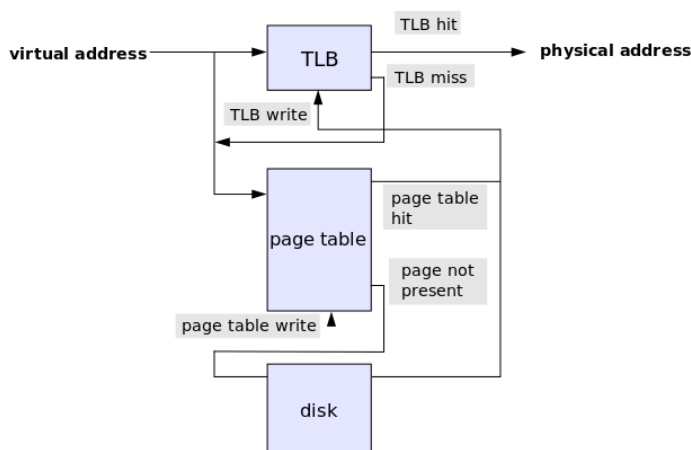 TLB hit
virtual address
TLB
physical address
TLB miss
TLB write
page table
hit
page table
page not
present
page table write
disk